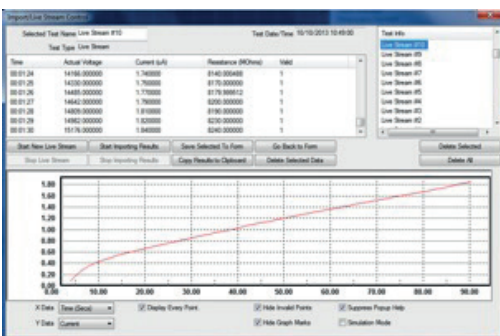 Import/Live Stream Control
Selected Test Name Live Stream #10 Test Date/Time 10/10/2013 10:49:00 Test Info
Test Type Live Stream
Live Stream #10
Live Stream #9
Live Stream #8
Live Stream #7
Live Stream #6
Live Stream #5
Live Stream #4
Live Stream #3
Live Stream #2
Time Actual Voltage Current (uA) Resistance (MOhms) Valid
00:01:24 14166.000000 1.740000 8140.000488 1
00:01:25 14330.000000 1.750000 8170.000000 1
00:01:26 14485.000000 1.770000 8179.999512 1
00:01:27 14642.000000 1.790000 8200.000000 1
00:01:28 14809.000000 1.810000 8190.000000 1
00:01:29 14982.000000 1.820000 8230.000000 1
00:01:30 15176.000000 1.840000 8240.000000 1
Start New Live Stream Start Importing Results Save Selected To Form Go Back to Form Delete Selected
Stop Live Stream Stop Importing Results Copy Results to Clipboard Delete Selected Data Delete All
1.80
1.60
1.40
1.20
1.00
0.80
0.60
0.40
0.20
0.00
0.00 10.00 20.00 30.00 40.00 50.00 60.00 70.00 80.00 90.00
X Data Time (Secs) Display Every Point Hide Invalid Points Suppress Popup Help
Y Data Current Hide Graph Marks Simulation Mode